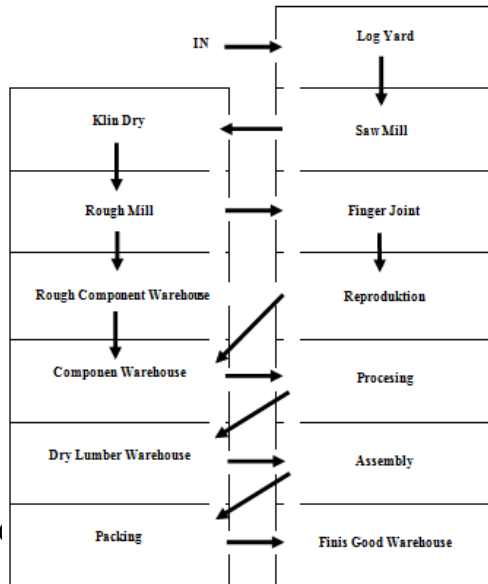 IN
Log Yard
Klin Dry
Saw Mill
Rough Mill
Finger Joint
Rough Component Warehouse
Reproduktion
Componen Warehouse
Procesing
Dry Lumber Warehouse
Assembly
Packing
Finis Good Warehouse